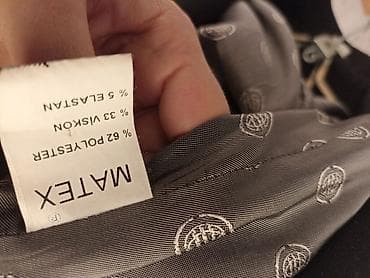 MATEX
% 62 POLYESTER
% 33 VISKON
% 5 ELASTAN